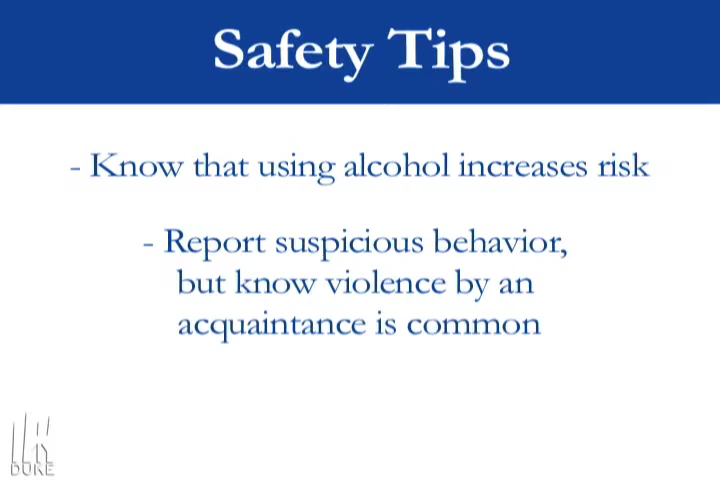 Safety Tips
- Know that using alcohol increases risk
- Report suspicious behavior,
but know violence by an
acquaintance is common
DUKE